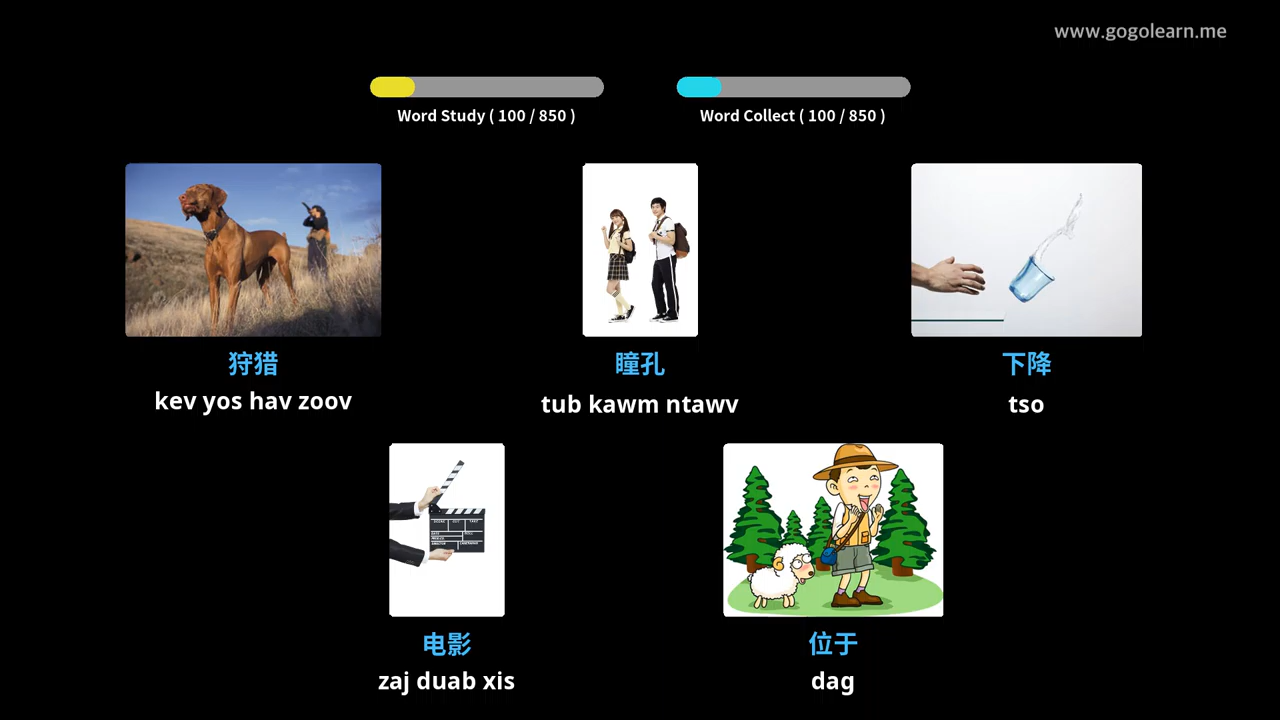 www.gogolearn.me
Word Study ( 100 / 850 )
Word Collect ( 100 / 850 )
狩猎
kev yos hav zoov
瞳孔
tub kawm ntawv
下降
tso
电影
zaj duab xis
位于
dag